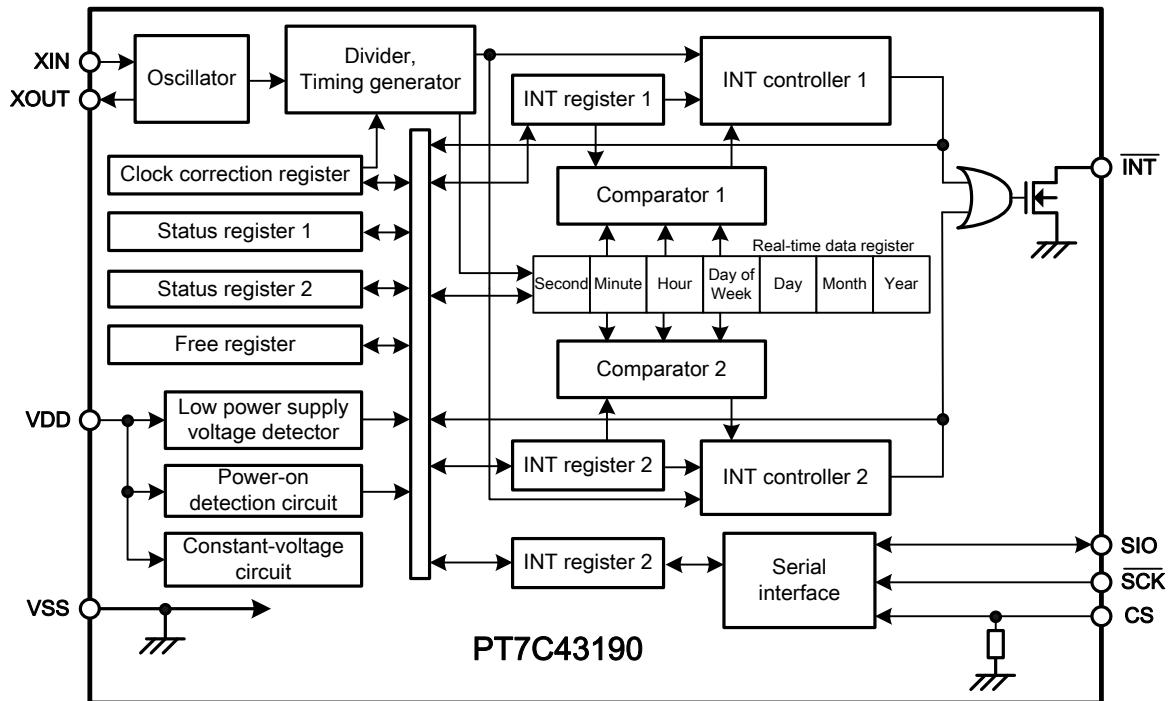 XIN
XOUT
Oscillator
Divider,
Timing generator
INT register 1
INT controller 1
INT
Clock correction register
Comparator 1
Status register 1
Real-time data register
Second
Minute
Hour
Day of
Week
Day
Month
Year
Status register 2
Free register
Comparator 2
VDD
Low power supply
voltage detector
INT register 2
INT controller 2
Power-on
detection circuit
Constant-voltage
circuit
INT register 2
Serial
interface
SIO
SCK
CS
VSS
PT7C43190